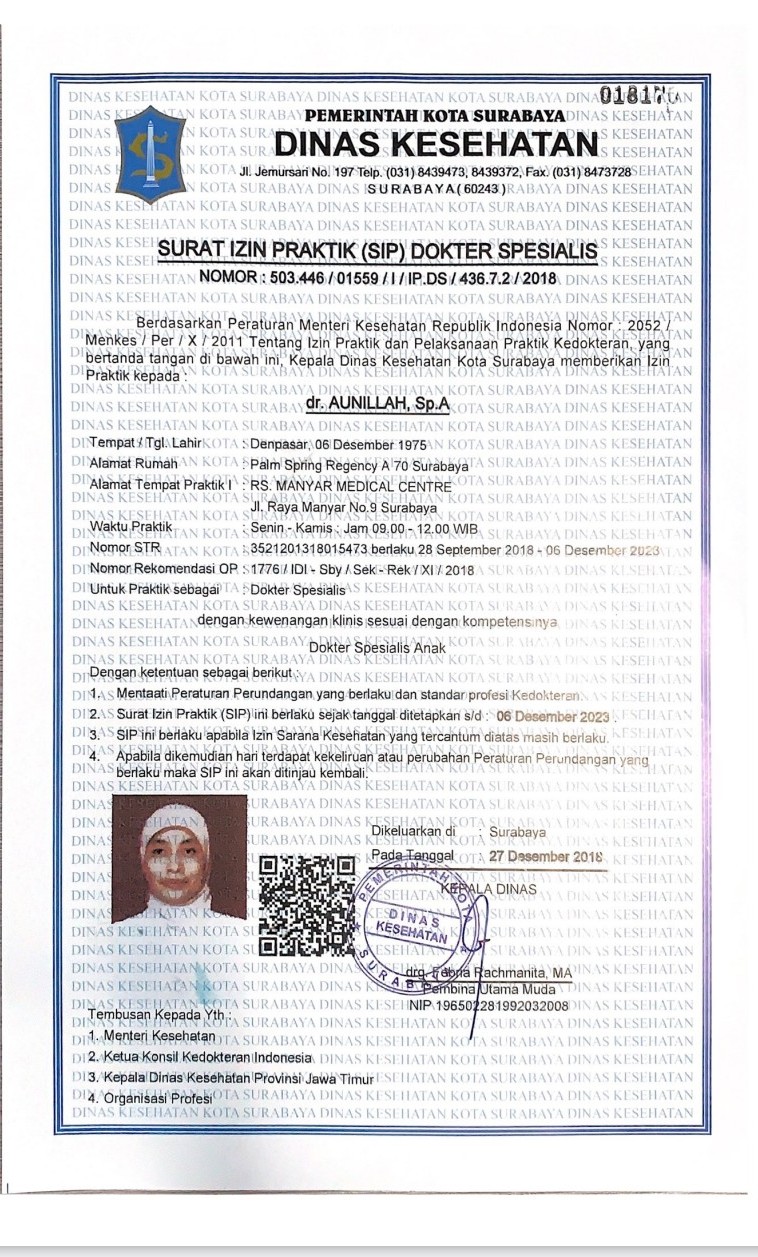 01817
PEMERINTAH KOTA SURABAYA
DINAS KESEHATAN
Jl. Jemursari No. 197 Telp. (031) 8439473, 8439372, Fax. (031) 8473728
SURABAYA ( 60243 )
SURAT IZIN PRAKTIK (SIP) DOKTER SPESIALIS
NOMOR : 503.446 / 01559 / I / IP.DS / 436.7.2 / 2018
Berdasarkan Peraturan Menteri Kesehatan Republik Indonesia Nomor : 2052 /
Menkes / Per / X / 2011 Tentang Izin Praktik dan Pelaksanaan Praktik Kedokteran, yang
bertanda tangan di bawah ini, Kepala Dinas Kesehatan Kota Surabaya memberikan Izin
Praktik kepada :
dr. AUNILLAH, Sp.A
Tempat / Tgl. Lahir : Denpasar, 06 Desember 1975
Alamat Rumah : Palm Spring Regency A 70 Surabaya
Alamat Tempat Praktik I : RS. MANYAR MEDICAL CENTRE
Jl. Raya Manyar No.9 Surabaya
Waktu Praktik : Senin - Kamis : Jam 09.00 - 12.00 WIB
Nomor STR : 3521201318015473 berlaku 28 September 2018 - 06 Desember 2023
Nomor Rekomendasi OP : 1776 / IDI - Sby / Sek - Rek / XI / 2018
Untuk Praktik sebagai : Dokter Spesialis
dengan kewenangan klinis sesuai dengan kompetensinya
Dokter Spesialis Anak
Dengan ketentuan sebagai berikut :
1. Mentaati Peraturan Perundangan yang berlaku dan standar profesi Kedokteran.
2. Surat Izin Praktik (SIP) ini berlaku sejak tanggal ditetapkan s/d : 06 Desember 2023 .
3. SIP ini berlaku apabila Izin Sarana Kesehatan yang tercantum diatas masih berlaku.
4. Apabila dikemudian hari terdapat kekeliruan atau perubahan Peraturan Perundangan yang
berlaku maka SIP ini akan ditinjau kembali.
Dikeluarkan di : Surabaya
Pada Tanggal : 27 Desember 2018
KEPALA DINAS
PEMERINTAH KOTA
DINAS
KESEHATAN
SURABAYA
drg. Febria Rachmanita, MA
Pembina Utama Muda
NIP 196502281992032008
Tembusan Kepada Yth.:
1. Menteri Kesehatan
2. Ketua Konsil Kedokteran Indonesia
3. Kepala Dinas Kesehatan Provinsi Jawa Timur
4. Organisasi Profesi